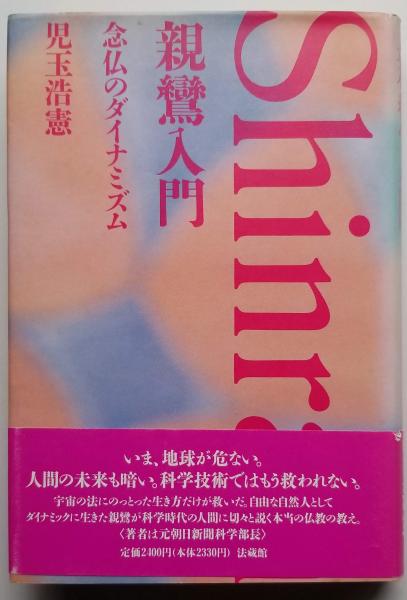 親鸞入門
念仏のダイナミズム
児玉浩憲
Shinra
いま、地球が危ない。
人間の未来も暗い。科学技術ではもう救われない。
宇宙の法にのっとった生き方だけが救いだ。自由な自然人として
ダイナミックに生きた親鸞が科学時代の人間に切々と説く本当の仏教の教え。
〈著者は元朝日新聞科学部長〉
定価2400円(本体2330円) 法蔵館